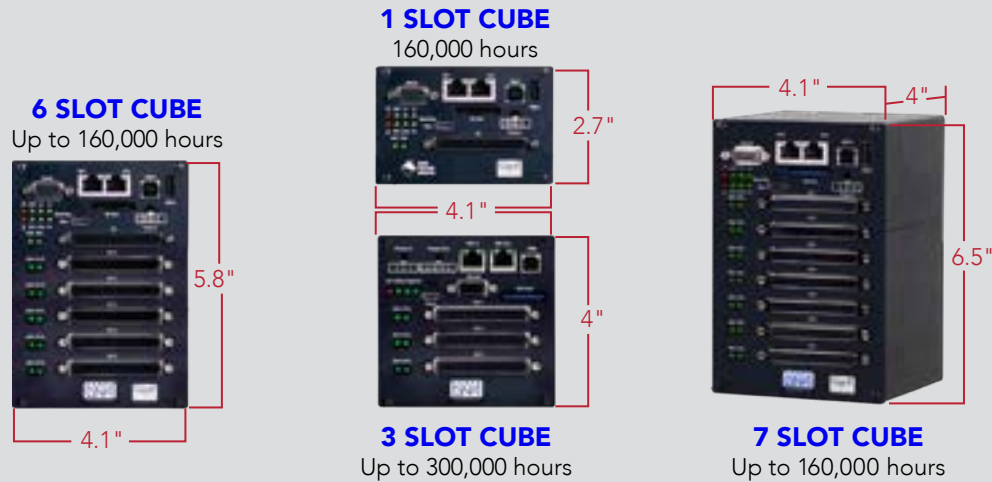 1 SLOT CUBE
160,000 hours
2.7"
4.1"
6 SLOT CUBE
Up to 160,000 hours
5.8"
4.1"
4"
3 SLOT CUBE
Up to 300,000 hours
4.1"
4"
6.5"
7 SLOT CUBE
Up to 160,000 hours